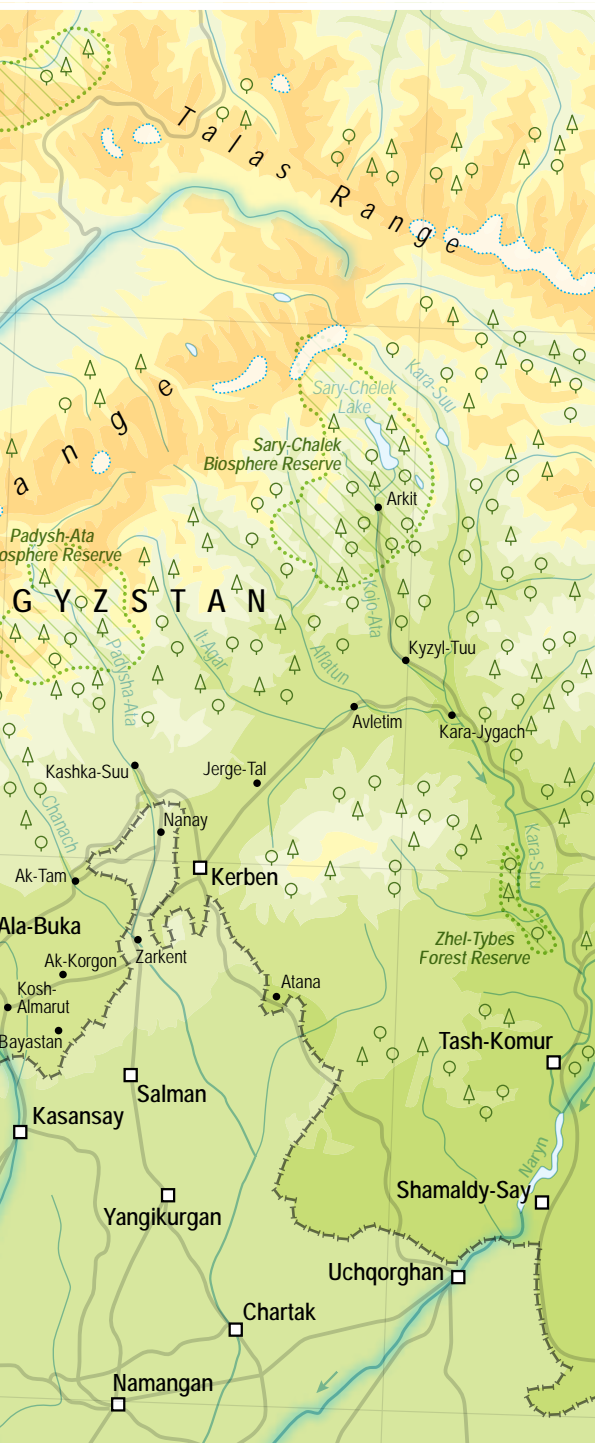 Talas Range
Kara-Suu
Sary-Chelek
Lake
ange
Sary-Chalek
Biosphere Reserve
Arkit
Padysh-Ata
osphere Reserve
GYZSTAN
Kojo-Ala
Padysha-Ala
Il-Agar
Aflatun
Kyzyl-Tuu
Avletim
Kara-Jygach
Kashka-Suu
Jerge-Tal
Chanach
Nanay
Kara-Suu
Ak-Tam
Kerben
Ala-Buka
Zarkent
Zhel-Tybes
Forest Reserve
Ak-Korgon
Kosh-
Almarut
Atana
Bayastan
Tash-Komur
Salman
Kasansay
Naryn
Shamaldy-Say
Yangikurgan
Uchqorghan
Chartak
Namangan